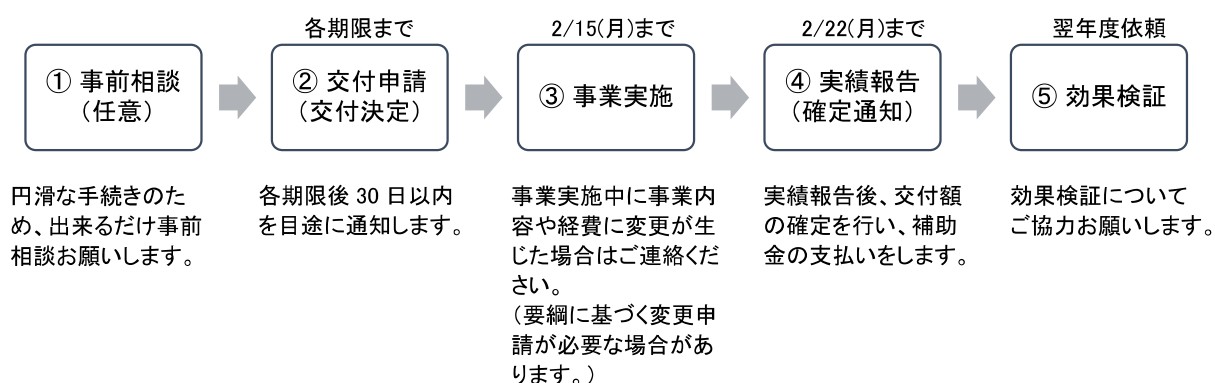 ① 事前相談
(任意)
円滑な手続きのた
め、出来るだけ事前
相談お願いします。
各期限まで
② 交付申請
(交付決定)
各期限後 30 日以内
を目途に通知します。
2/15(月)まで
③ 事業実施
事業実施中に事業内
容や経費に変更が生
じた場合はご連絡くだ
さい。
(要綱に基づく変更申
請が必要な場合があ
ります。)
2/22(月)まで
④ 実績報告
(確定通知)
実績報告後、交付額
の確定を行い、補助
金の支払いをします。
翌年度依頼
⑤ 効果検証
効果検証について
ご協力お願いします。